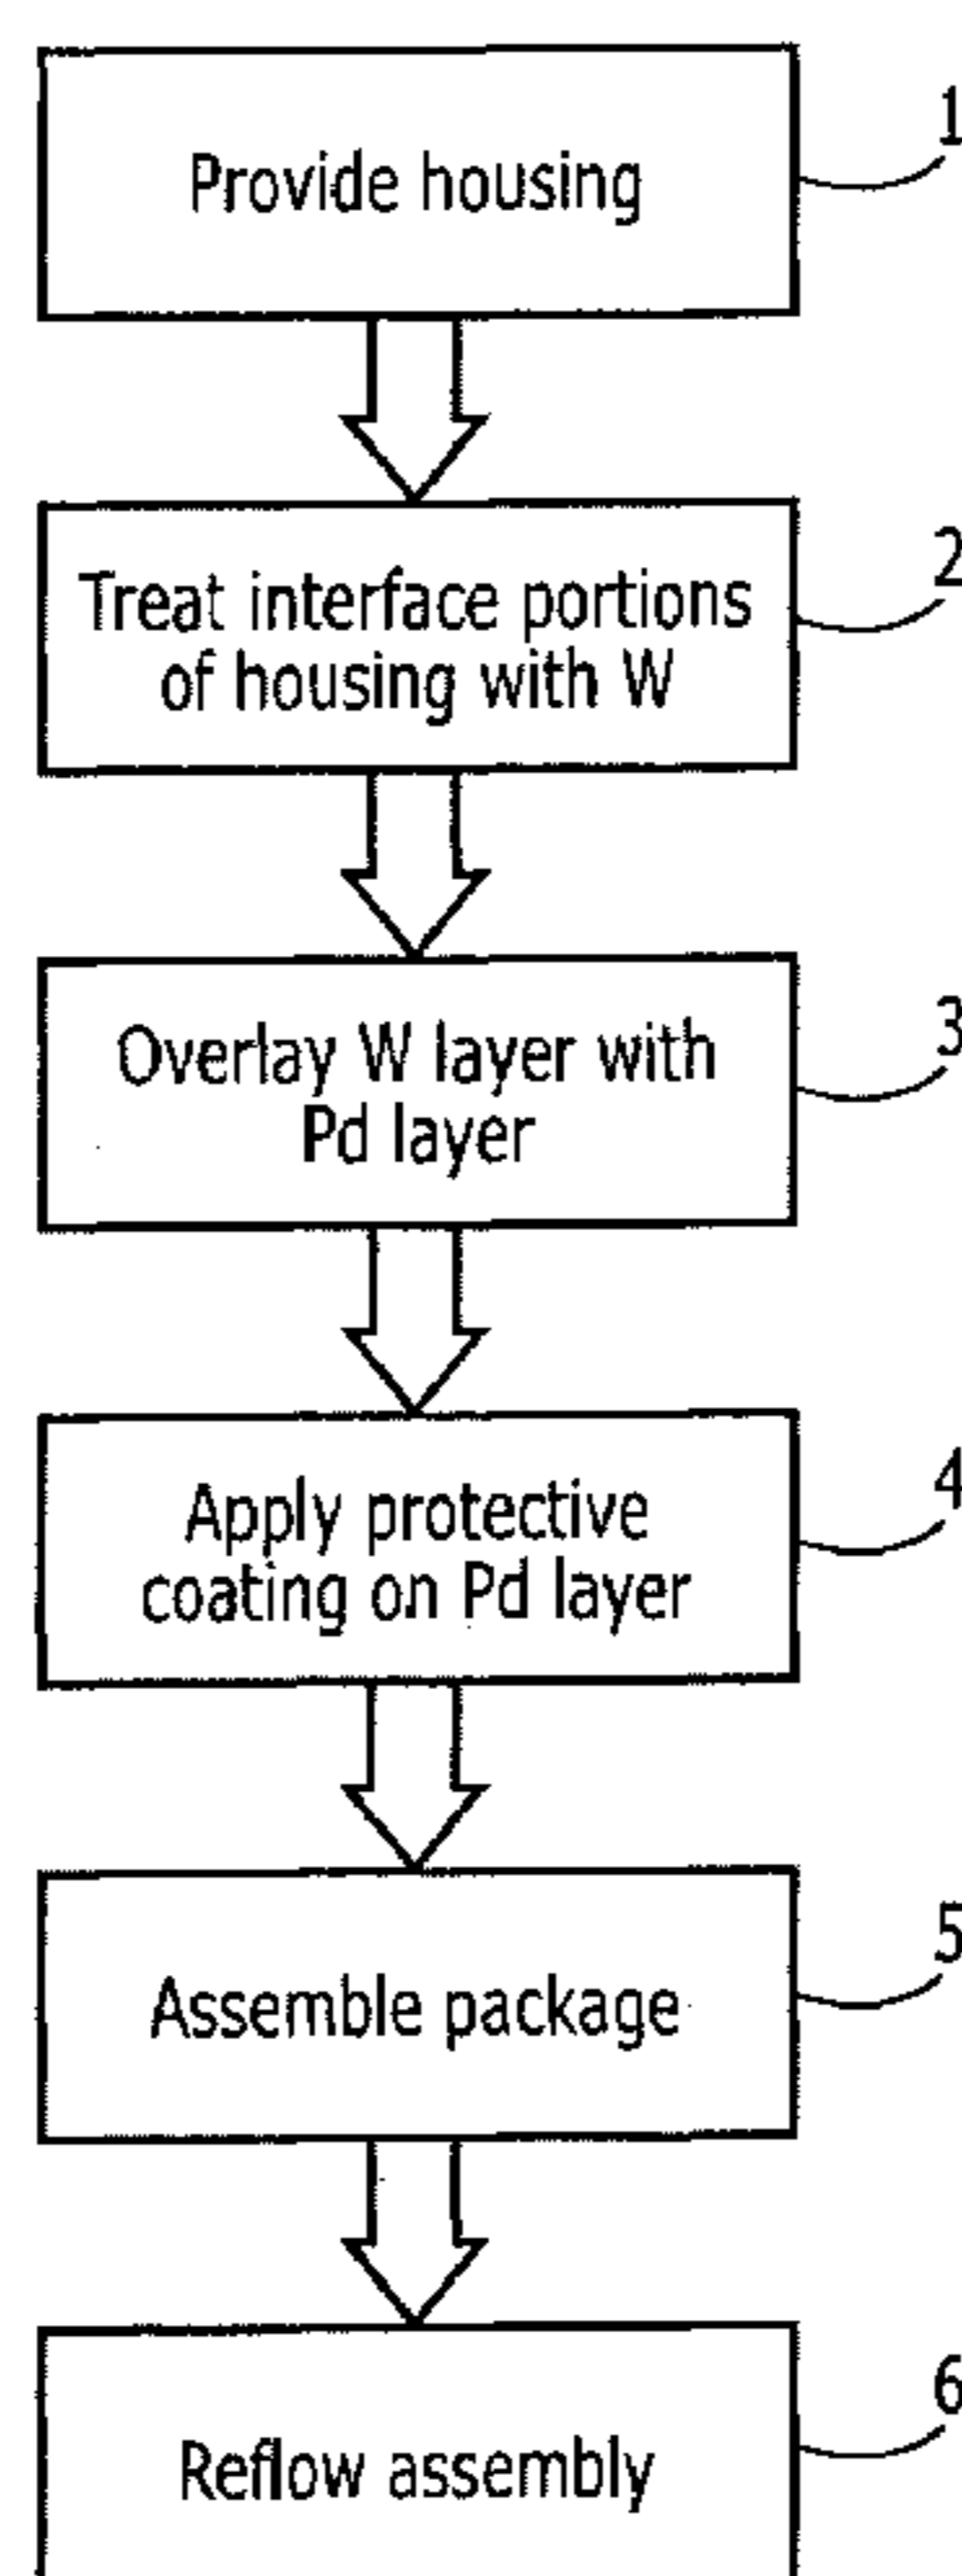 Provide housing
1
Treat interface portions
of housing with W
2
Overlay W layer with
Pd layer
3
Apply protective
coating on Pd layer
4
Assemble package
5
Reflow assembly
6